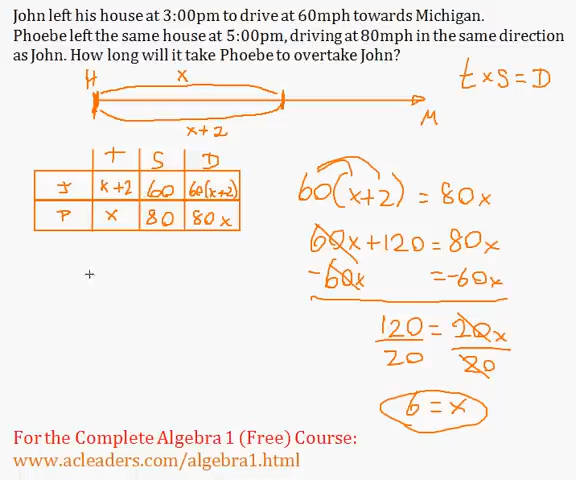 John left his house at 3:00pm to drive at 60mph towards Michigan.
Phoebe left the same house at 5:00pm, driving at 80mph in the same direction
as John. How long will it take Phoebe to overtake John?
t x S = D
H
x
M
x+2
T S D
J x+2 60 60(x+2)
P x 80 80x
60(x+2) = 80x
60x+120 = 80x
-60x =-60x
120 = 20x
20 20
6 = x
For the Complete Algebra 1 (Free) Course:
www.acleaders.com/algebra1.html